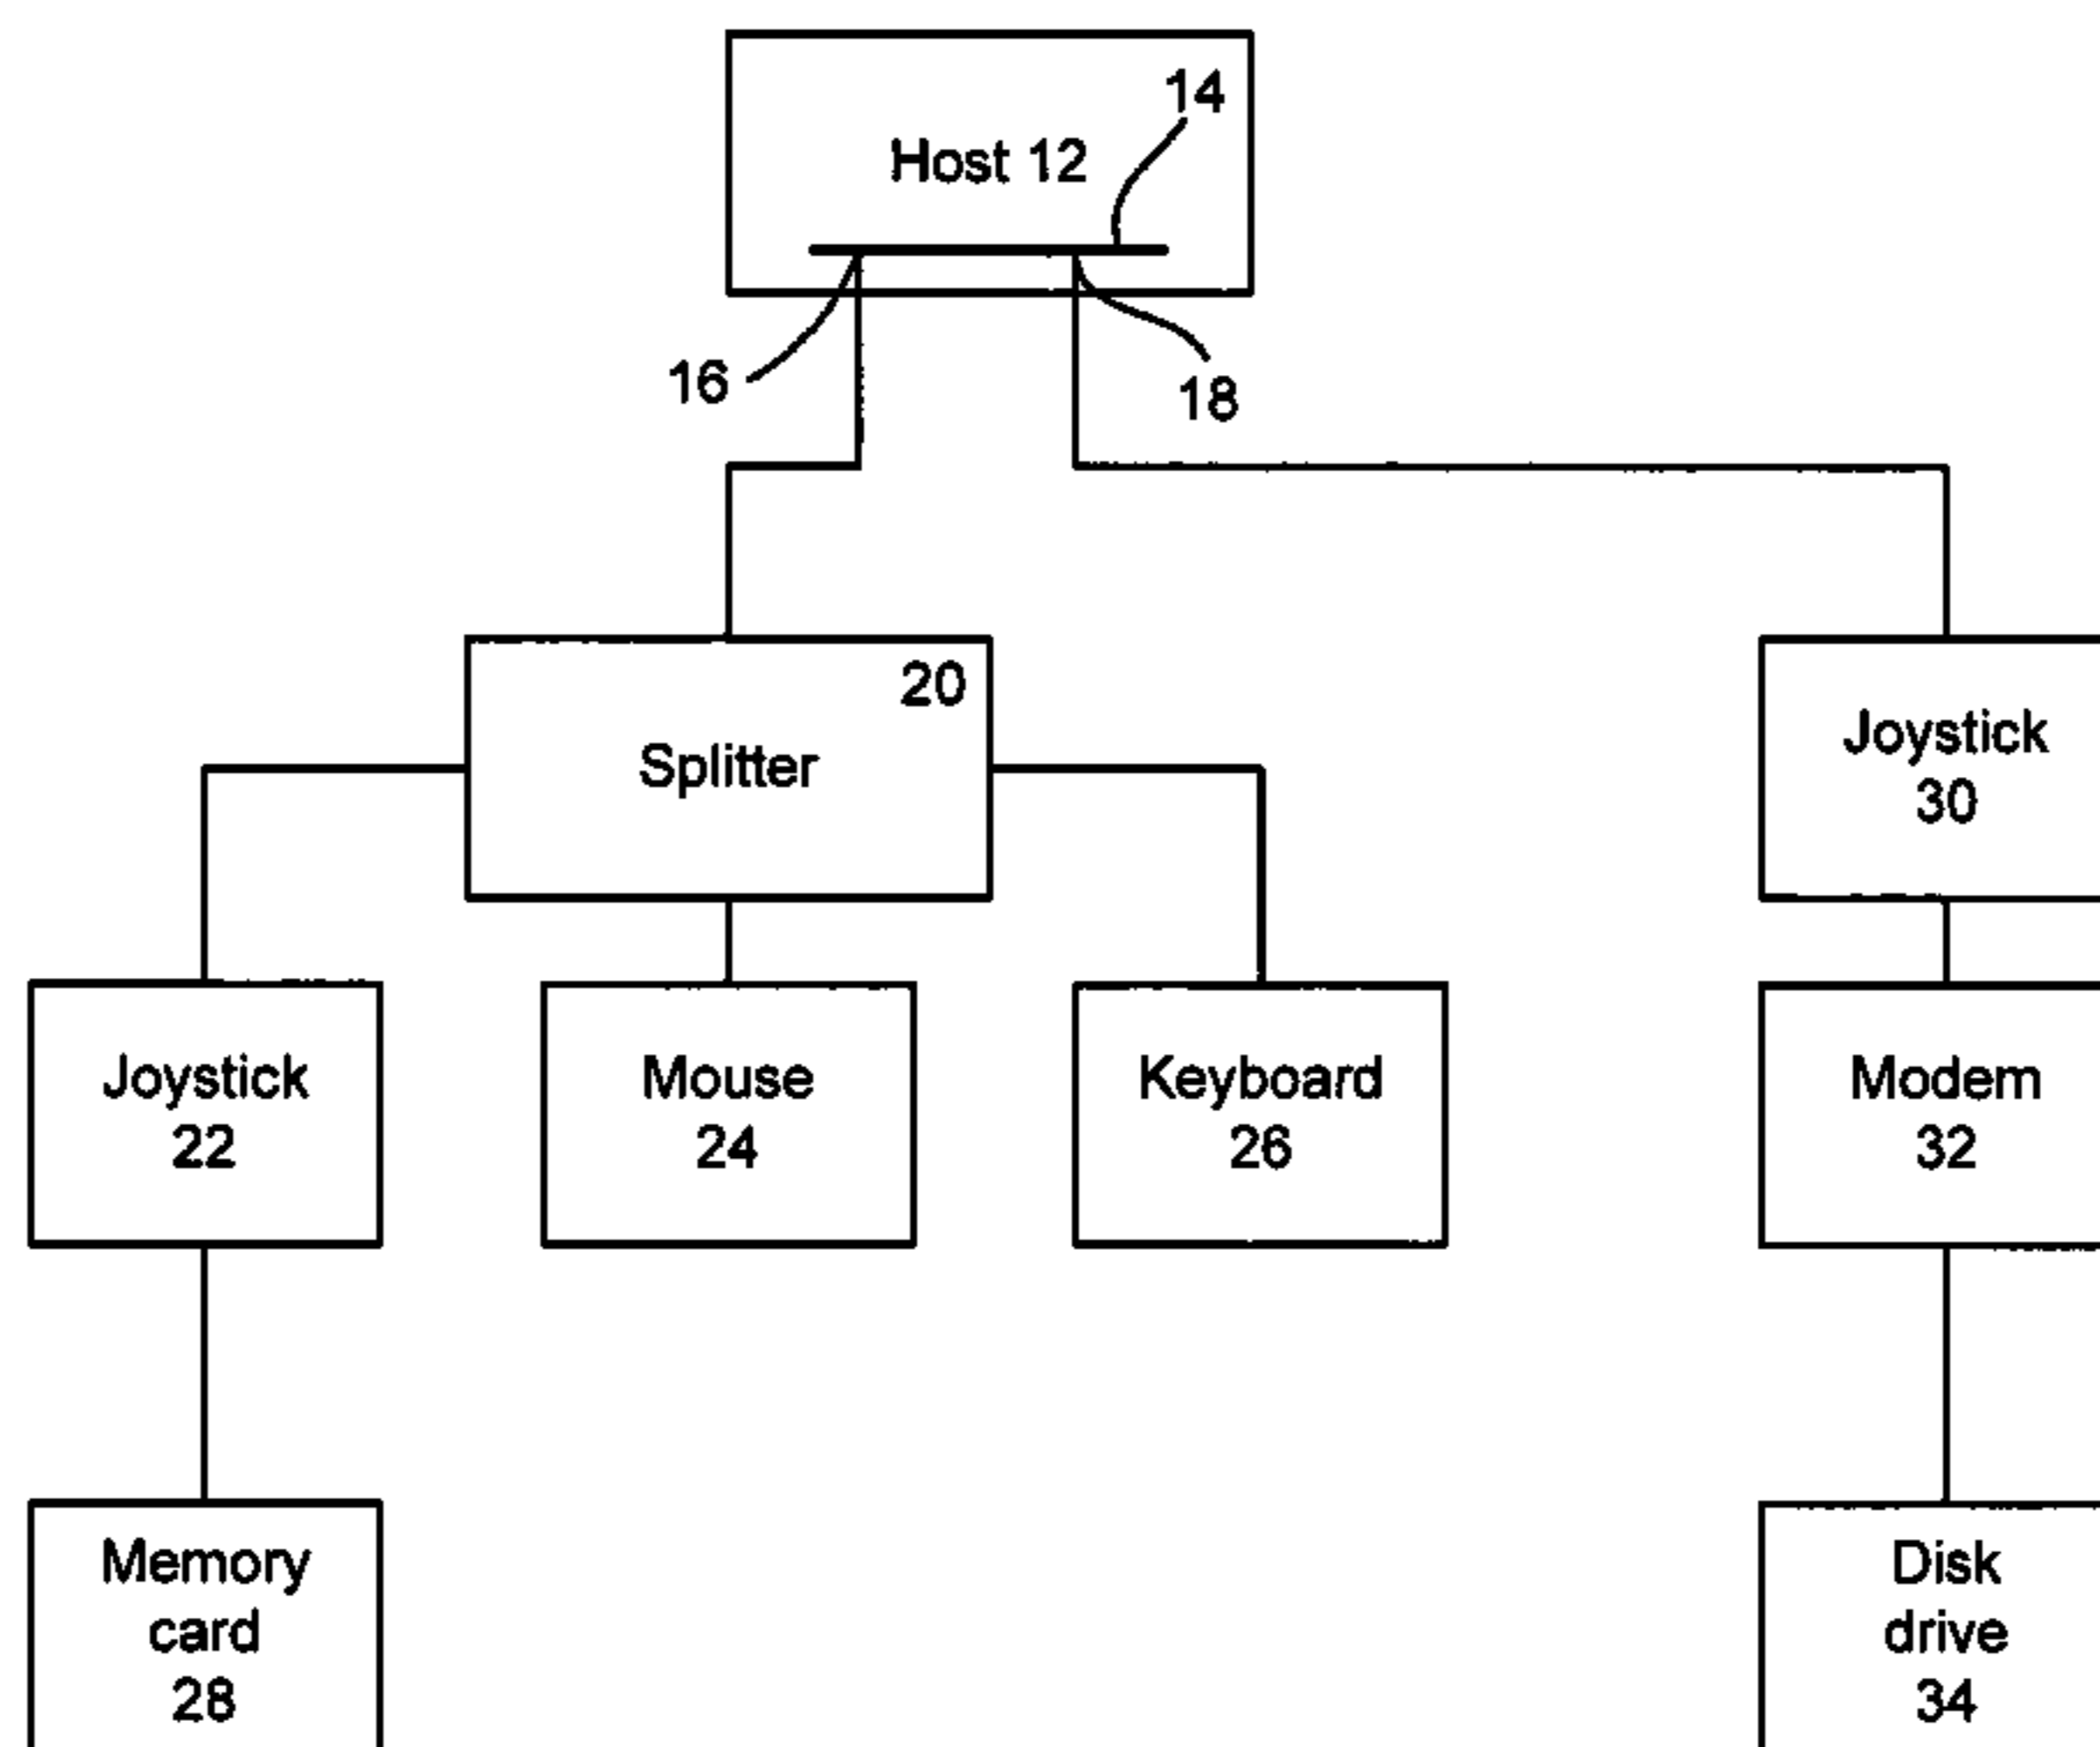 14
Host 12
16
18
20
Splitter
Joystick
30
Joystick
22
Mouse
24
Keyboard
26
Modem
32
Memory
card
28
Disk
drive
34